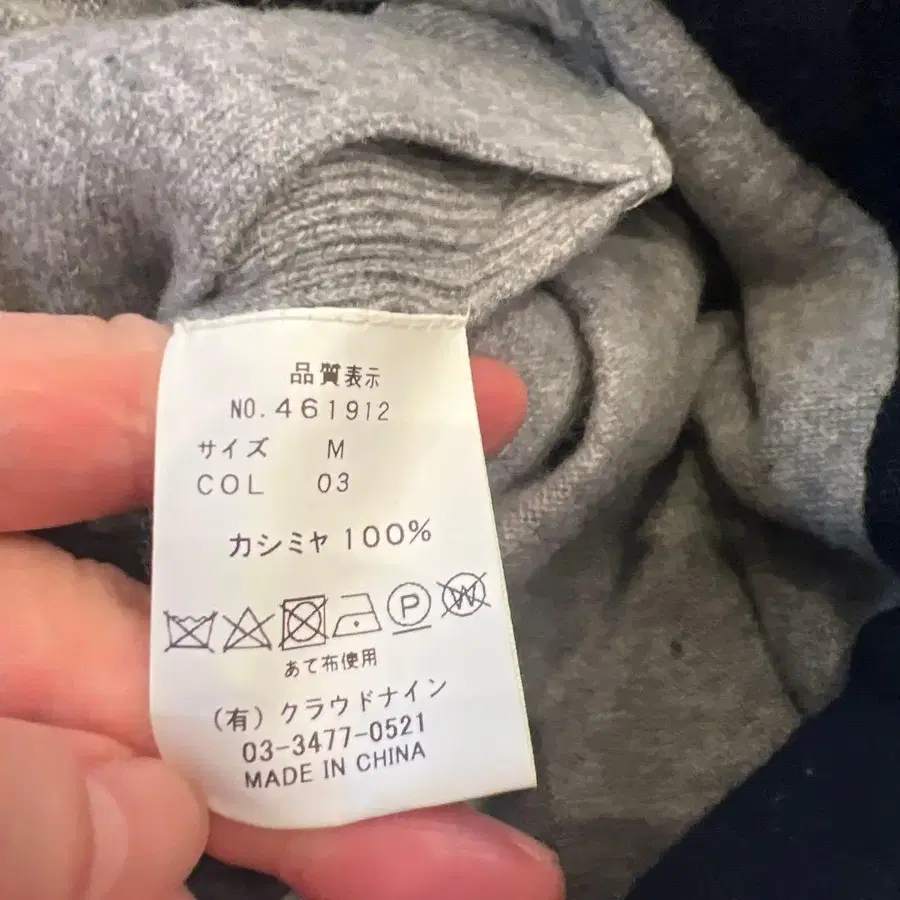 品質表示
NO.461912
サイズ M
COL 03
カシミヤ 100%
P W
あて布使用
(有) クラウドナイン
03-3477-0521
MADE IN CHINA